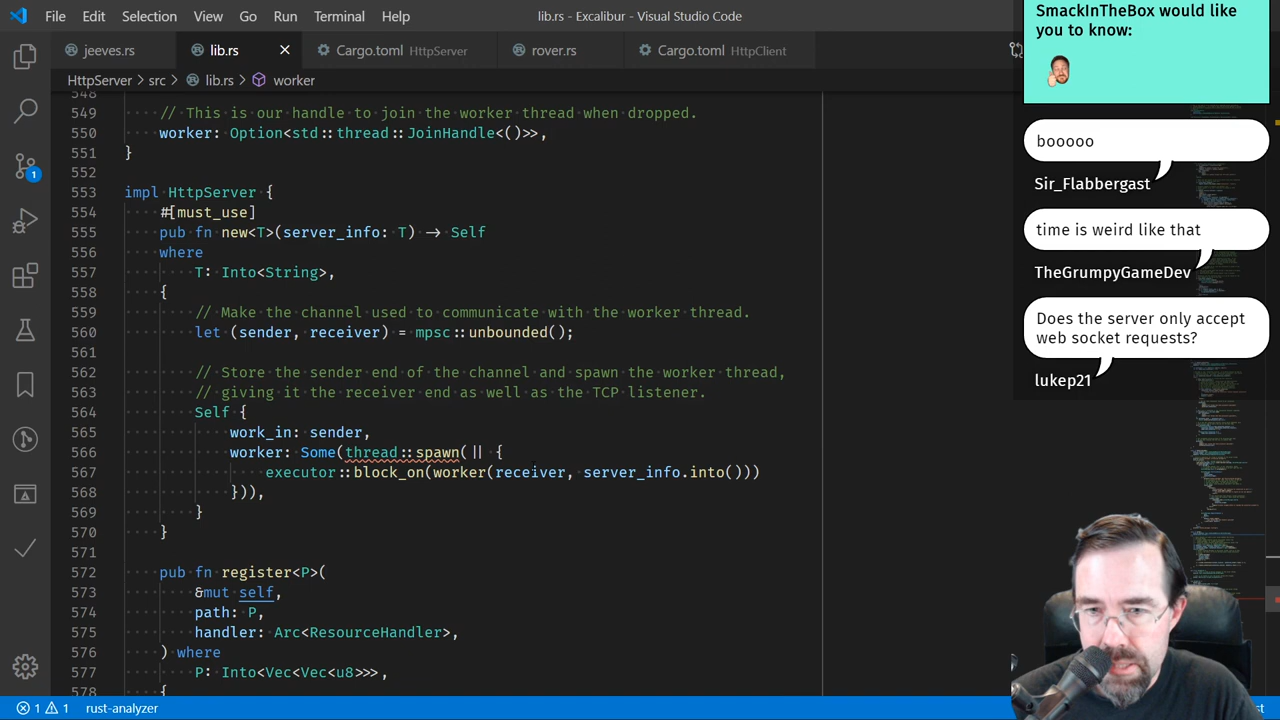 File Edit Selection View Go Run Terminal Help
lib.rs - Excalibur - Visual Studio Code
jeeves.rs
lib.rs
Cargo.toml HttpServer
rover.rs
Cargo.toml HttpClient
HttpServer > src > lib.rs > worker
548
549 // This is our handle to join the worker thread when dropped.
550 worker: Option<std::thread::JoinHandle<()>>,
551 }
552
553 impl HttpServer {
554 #[must_use]
555 pub fn new<T>(server_info: T) -> Self
556 where
557 T: Into<String>,
558 {
559 // Make the channel used to communicate with the worker thread.
560 let (sender, receiver) = mpsc::unbounded();
561
562 // Store the sender end of the channel and spawn the worker thread,
563 // giving it the receiver end as well as the TCP listener.
564 Self {
565 work_in: sender,
566 worker: Some(thread::spawn(|| {
567 executor::block_on(worker(receiver, server_info.into()))
568 })),
569 }
570 }
571
572 pub fn register<P>(
573 &mut self,
574 path: P,
575 handler: Arc<ResourceHandler>,
576 ) where
577 P: Into<Vec<Vec<u8>>>,
578 {
1
1 1 rust-analyzer
SmackInTheBox would like
you to know:
booooo
Sir_Flabbergast
time is weird like that
TheGrumpyGameDev
Does the server only accept
web socket requests?
lukep21